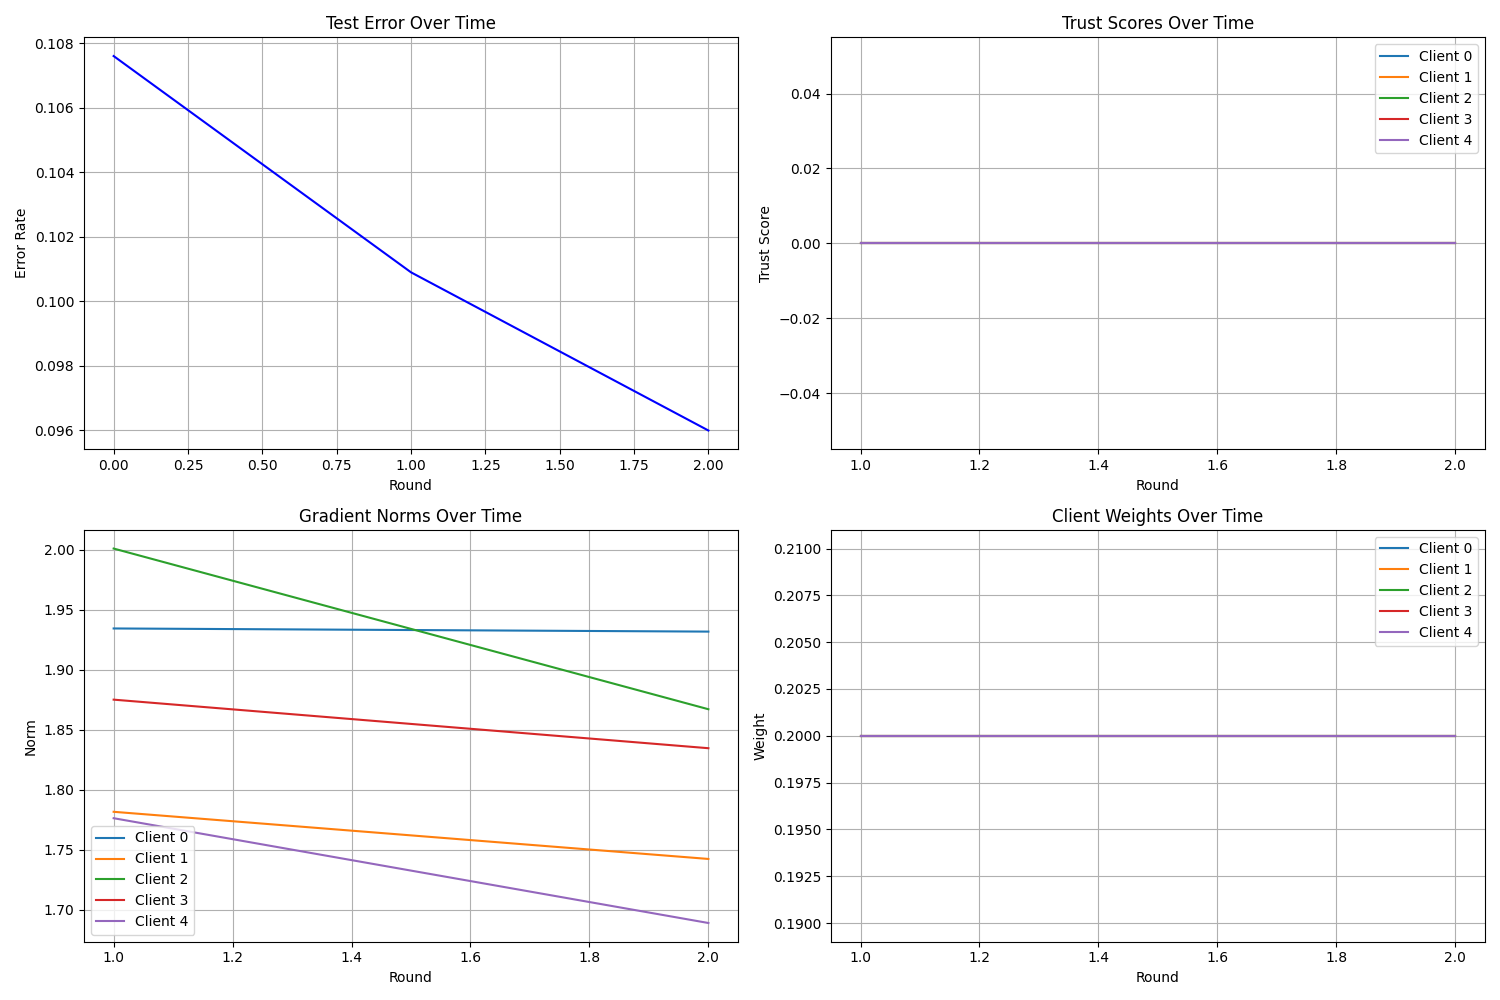 Test Error Over Time
0.108
0.106
0.104
0.102
0.100
0.098
0.096
Error Rate
0.00 0.25 0.50 0.75 1.00 1.25 1.50 1.75 2.00
Round
Trust Scores Over Time
0.04
0.02
0.00
−0.02
−0.04
Trust Score
Client 0
Client 1
Client 2
Client 3
Client 4
1.0 1.2 1.4 1.6 1.8 2.0
Round
Gradient Norms Over Time
2.00
1.95
1.90
1.85
1.80
1.75
1.70
Norm
Client 0
Client 1
Client 2
Client 3
Client 4
1.0 1.2 1.4 1.6 1.8 2.0
Round
Client Weights Over Time
0.2100
0.2075
0.2050
0.2025
0.2000
0.1975
0.1950
0.1925
0.1900
Weight
Client 0
Client 1
Client 2
Client 3
Client 4
1.0 1.2 1.4 1.6 1.8 2.0
Round